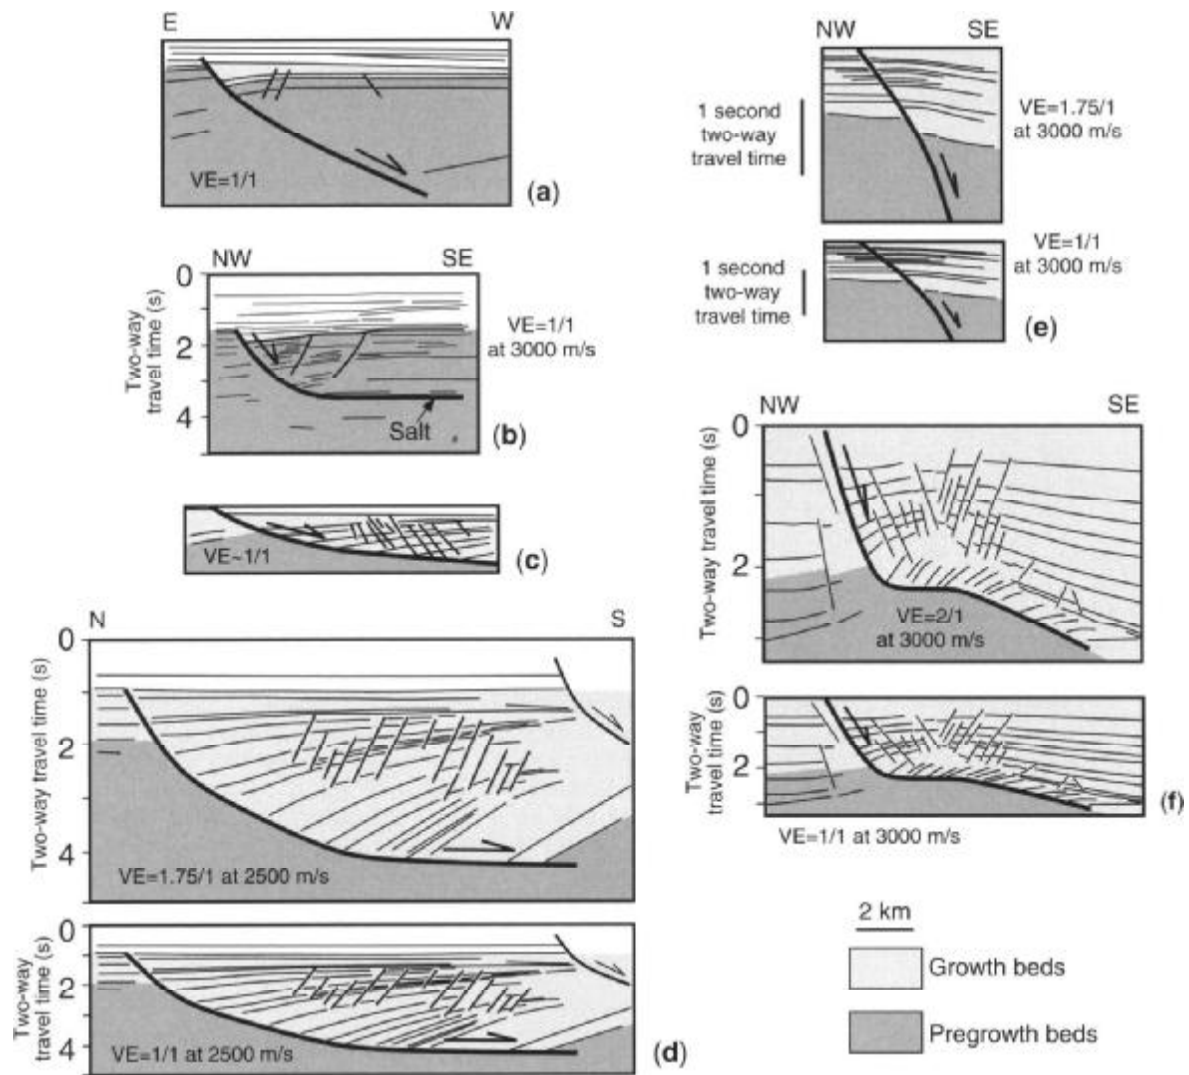 E W
VE=1/1
(a)
NW SE
Two-way
travel time (s)
0
2
4
VE=1/1
at 3000 m/s
Salt
(b)
VE~1/1
(c)
N S
Two-way travel time (s)
0
2
4
VE=1.75/1 at 2500 m/s
Two-way
travel time (s)
0
2
4
VE=1/1 at 2500 m/s
(d)
NW SE
1 second
two-way
travel time
VE=1.75/1
at 3000 m/s
1 second
two-way
travel time
VE=1/1
at 3000 m/s
(e)
NW SE
Two-way travel time (s)
0
2
VE=2/1
at 3000 m/s
Two-way
travel time (s)
0
2
(f)
VE=1/1 at 3000 m/s
2 km
Growth beds
Pregrowth beds